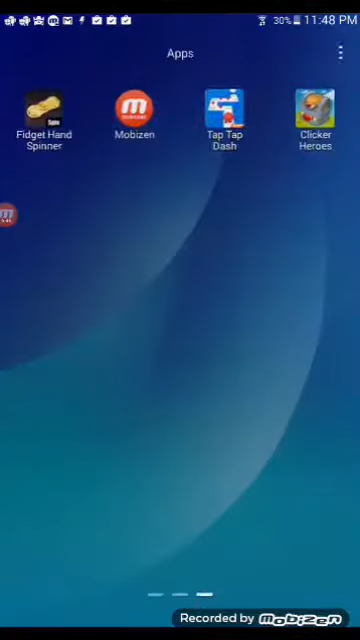 30% 11:48 PM
Apps
Fidget Hand Spinner
Mobizen
Tap Tap Dash
Clicker Heroes
Recorded by mobizen